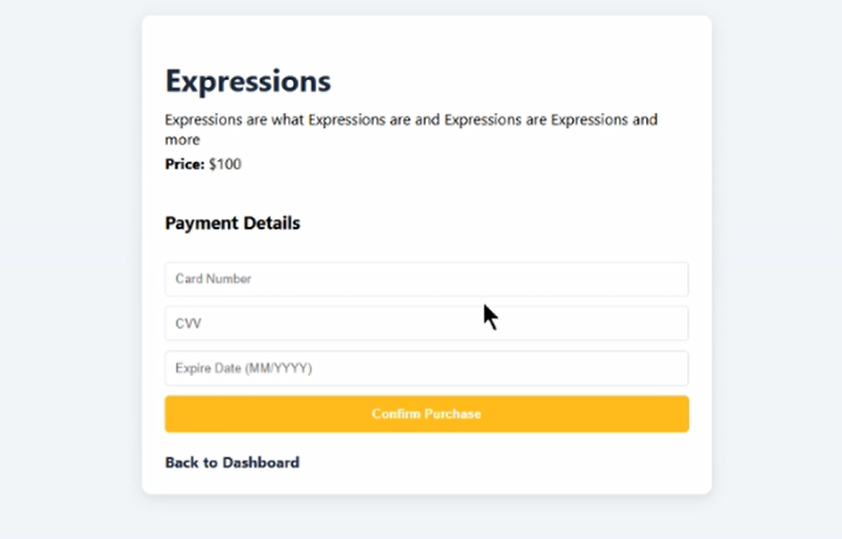 Expressions
Expressions are what Expressions are and Expressions are Expressions and
more
Price: $100
Payment Details
Card Number
CVV
Expire Date (MM/YYYY)
Confirm Purchase
Back to Dashboard